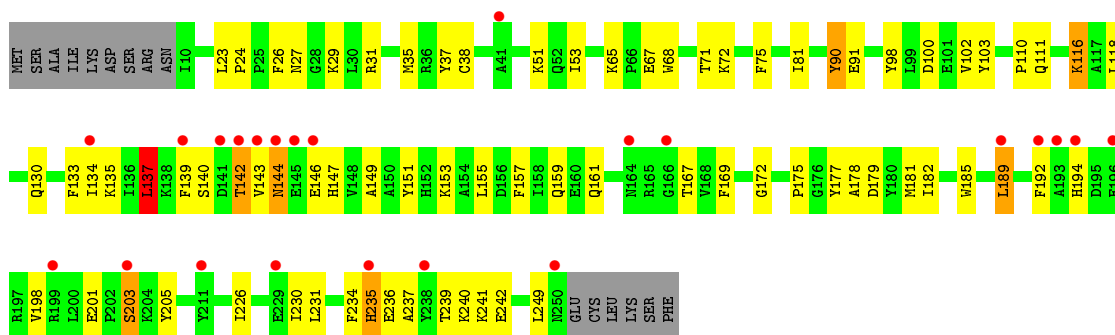 MET SER ALA ILE LYS ASP SER ARG ASN I10 L23 P24 P25 F26 N27 G28 K29 L30 R31 M35 R36 Y37 C38 A41 K51 Q52 I53 K65 P66 E67 W68 T71 K72 F75 I81 Y90 E91 Y98 L99 D100 E101 V102 Y103 P110 Q111 K116 A117 L118
Q130 F133 I134 K135 I136 L137 K138 F139 S140 D141 T142 V143 N144 E145 E146 H147 V148 A149 A150 Y151 H152 K153 A154 L155 D156 F157 I158 Q159 E160 Q161 N164 R165 G166 T167 V168 F169 G172 P175 G176 Y177 A178 D179 Y180 M181 I182 W185 L189 F192 A193 H194 D195 E196
R197 V198 R199 L200 E201 P202 S203 K204 Y205 Y211 I226 E229 I230 L231 F234 H235 E236 A237 Y238 T239 K240 K241 E242 L249 N250 GLU CYS LEU LYS SER PHE